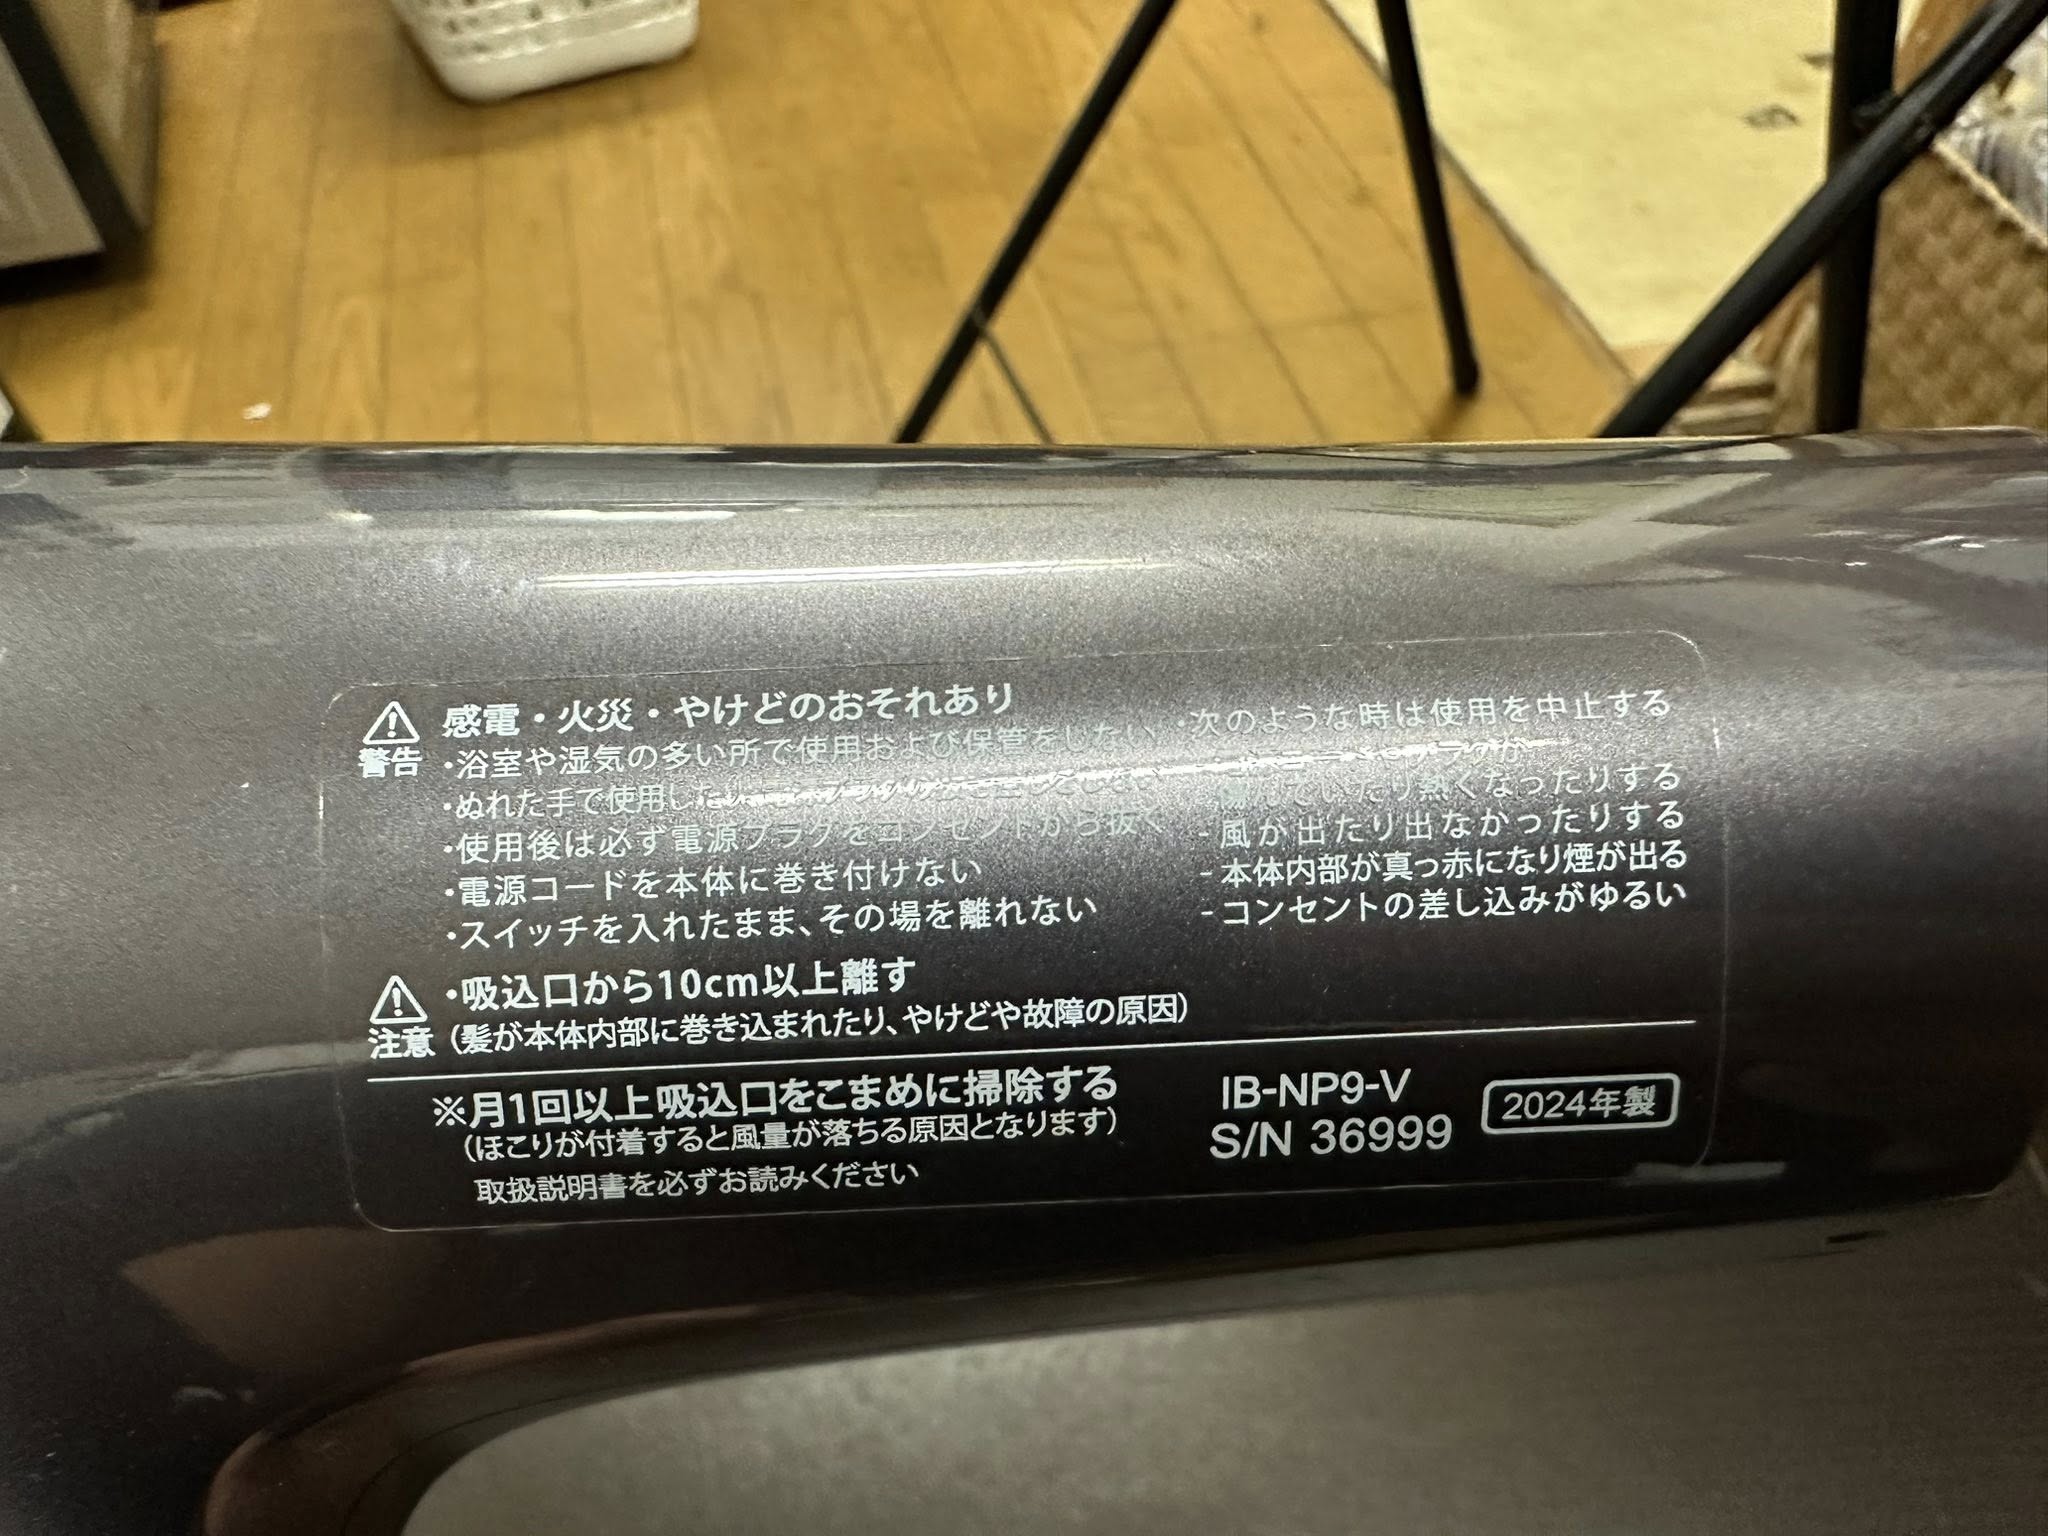 警告
感電・火災・やけどのおそれあり
・浴室や湿気の多い所で使用および保管をしない
・ぬれた手で使用したり
・使用後は必ず電源プラグをコンセントから抜く
・電源コードを本体に巻き付けない
・スイッチを入れたまま、その場を離れない
次のような時は使用を中止する
たり熱くなったりする
- 風が出たり出なかったりする
- 本体内部が真っ赤になり煙が出る
- コンセントの差し込みがゆるい
注意
・吸込口から10cm以上離す
(髪が本体内部に巻き込まれたり、やけどや故障の原因)
※月1回以上吸込口をこまめに掃除する
(ほこりが付着すると風量が落ちる原因となります)
取扱説明書を必ずお読みください
IB-NP9-V
S/N 36999
2024年製